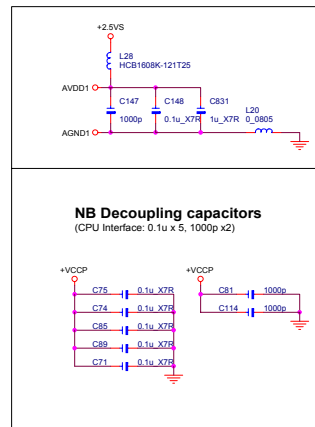 +2.5VS
L28
HCB1608K-121T25
AVDD1
C147
C148
C831
1000p
0.1u_X7R
1u_X7R
L20
0_0805
AGND1
NB Decoupling capacitors
(CPU Interface: 0.1u x 5, 1000p x2)
+VCCP
+VCCP
C75
0.1u_X7R
C81
1000p
C74
0.1u_X7R
C114
1000p
C85
0.1u_X7R
C89
0.1u_X7R
C71
0.1u_X7R